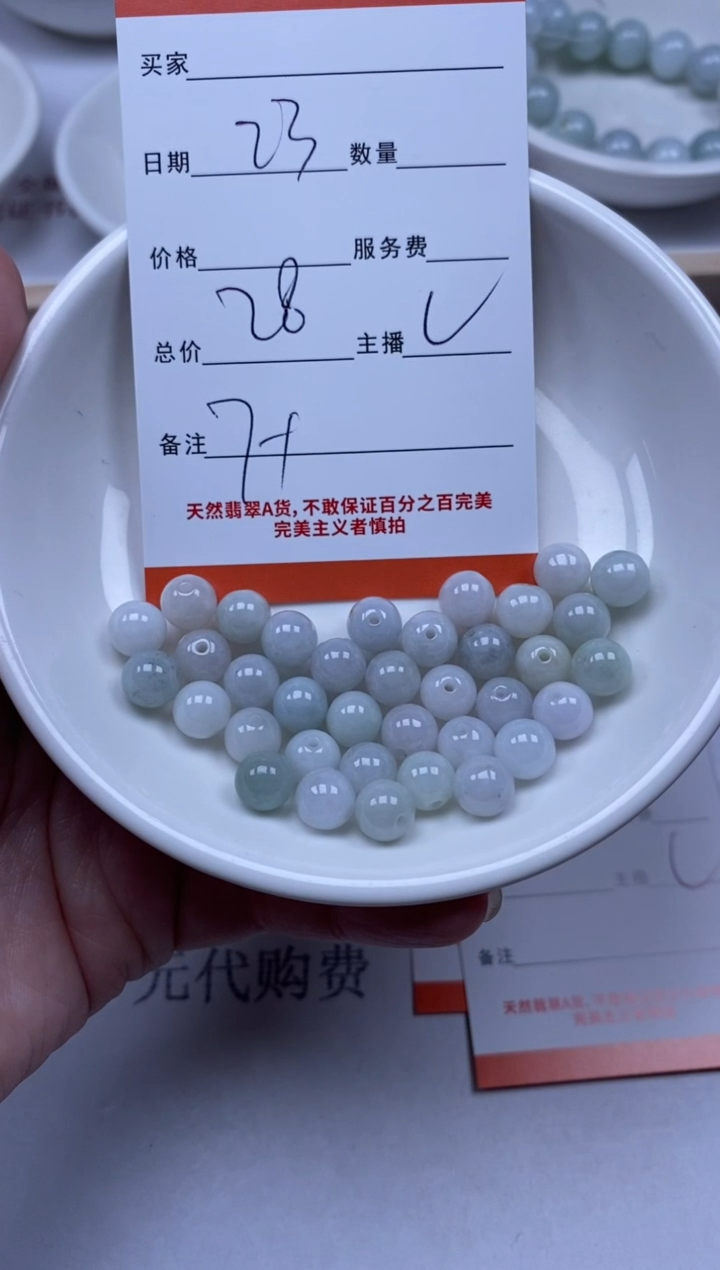 买家
日期 23 数量
价格 服务费
总价 28 主播
备注
天然翡翠A货，不敢保证百分之百完美
完美主义者慎拍
元代购费
备注